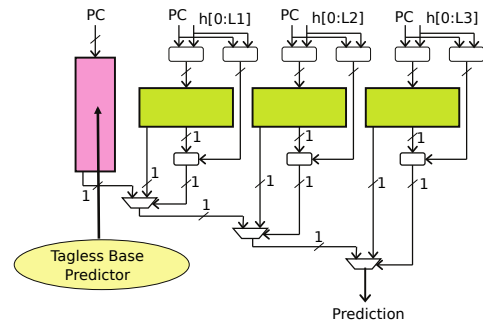 PC PC h[0:L1] PC h[0:L2] PC h[0:L3]
1 1 1
1 1 1 1 1 1 1
1
1
Tagless Base
Predictor
Prediction